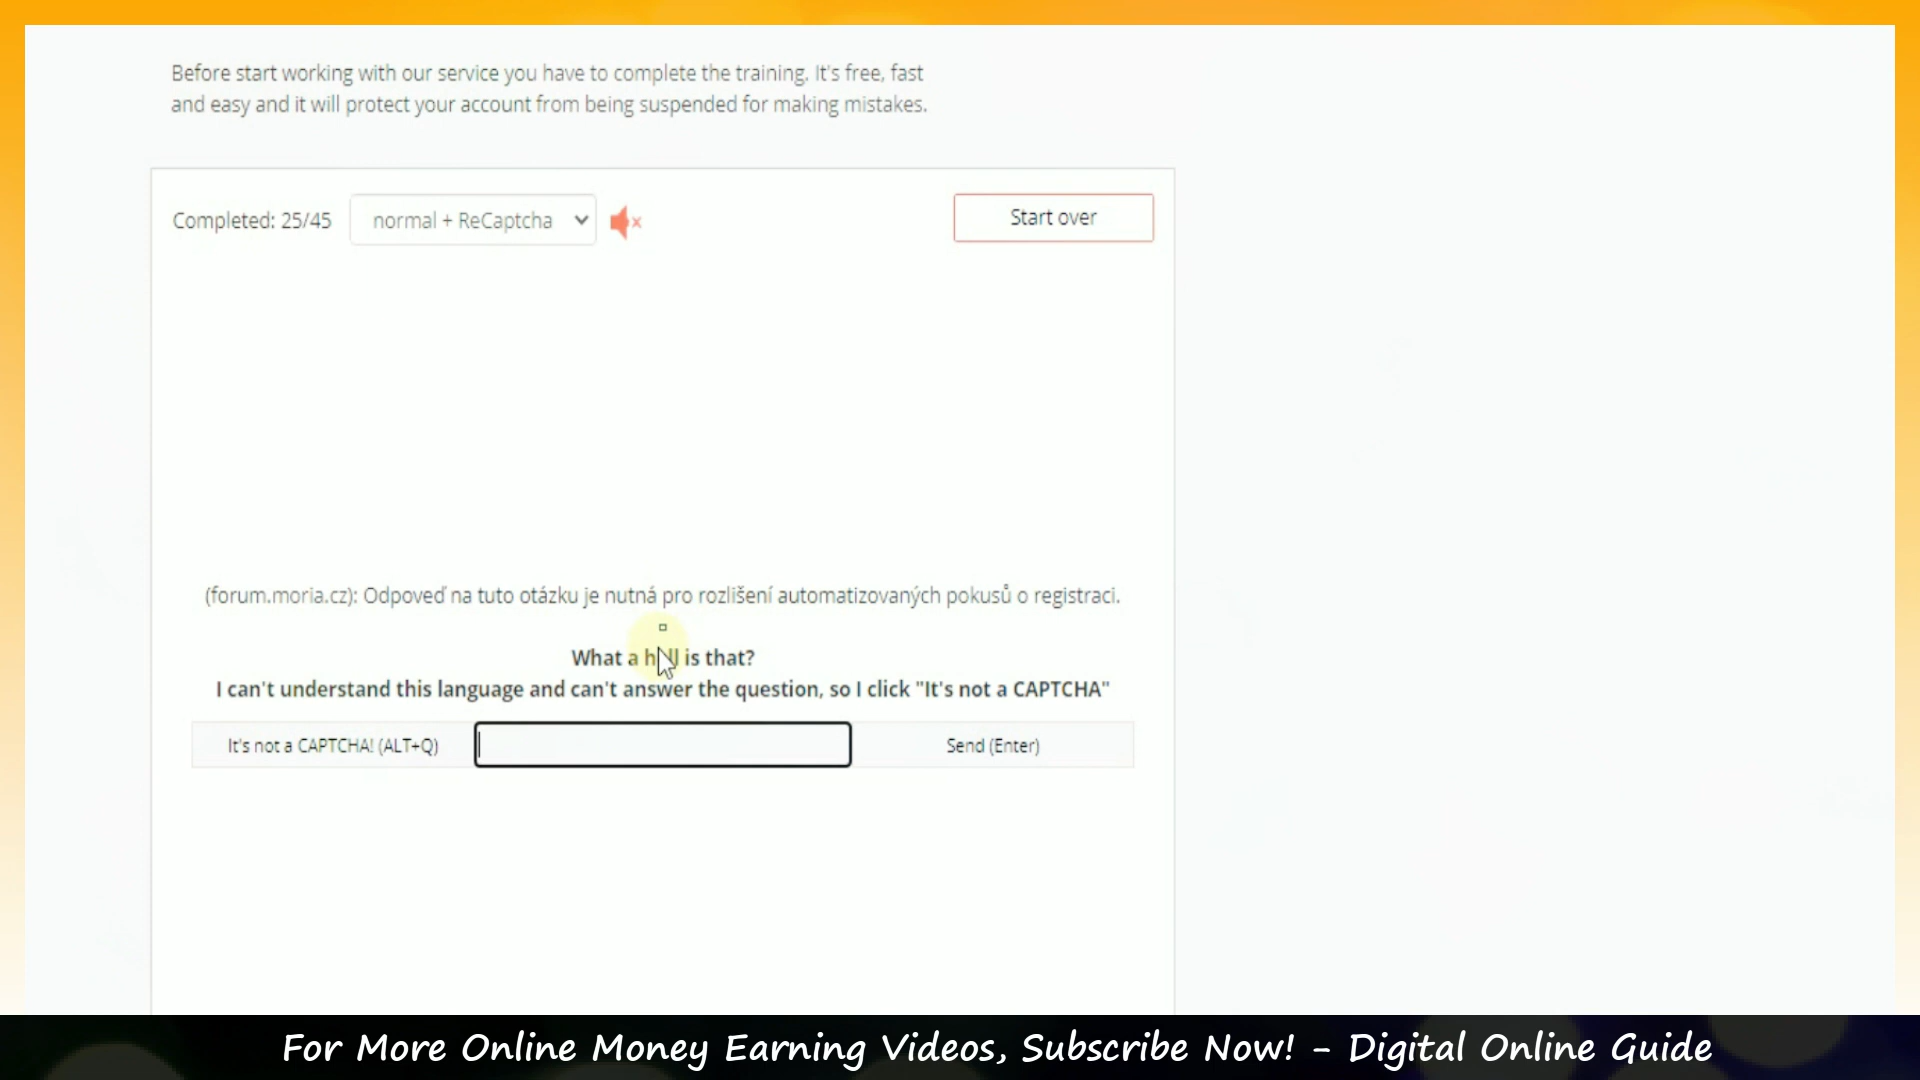 Before start working with our service you have to complete the training. It's free, fast
and easy and it will protect your account from being suspended for making mistakes.
Completed: 25/45 normal + ReCaptcha Start over
(forum.moria.cz): Odpoveď na tuto otázku je nutná pro rozlišení automatizovaných pokusů o registraci.
What a hell is that?
I can't understand this language and can't answer the question, so I click "It's not a CAPTCHA"
It's not a CAPTCHA! (ALT+Q) Send (Enter)
For More Online Money Earning Videos, Subscribe Now! - Digital Online Guide